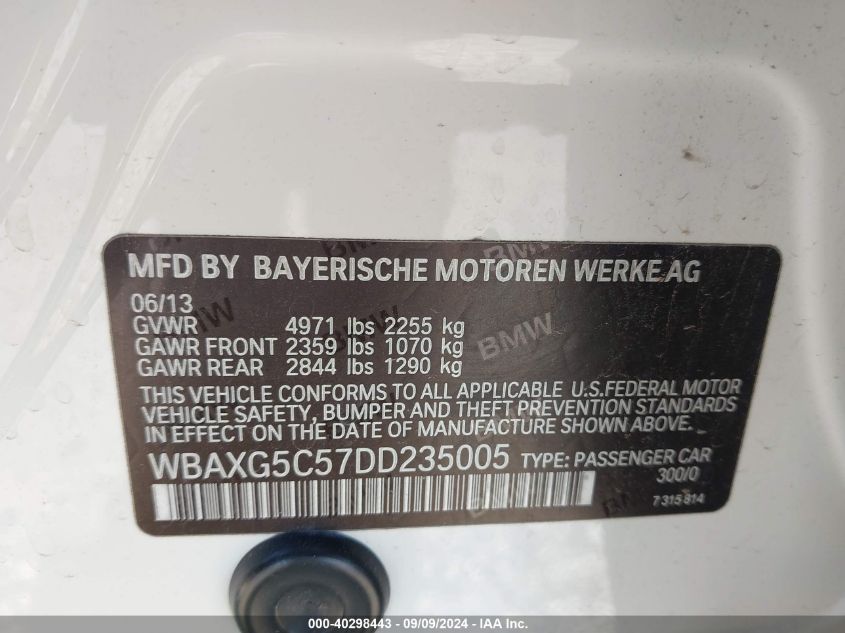 MFD BY BAYERISCHE MOTOREN WERKE AG
06/13
GVWR 4971 lbs 2255 kg
GAWR FRONT 2359 lbs 1070 kg
GAWR REAR 2844 lbs 1290 kg
THIS VEHICLE CONFORMS TO ALL APPLICABLE U.S.FEDERAL MOTOR
VEHICLE SAFETY, BUMPER AND THEFT PREVENTION STANDARDS
IN EFFECT ON THE DATE OF MANUFACTURE SHOWN ABOVE.
WBAXG5C57DD235005 TYPE: PASSENGER CAR
300/0
7 315 814
BMW
000-40298443 - 09/09/2024 - IAA Inc.